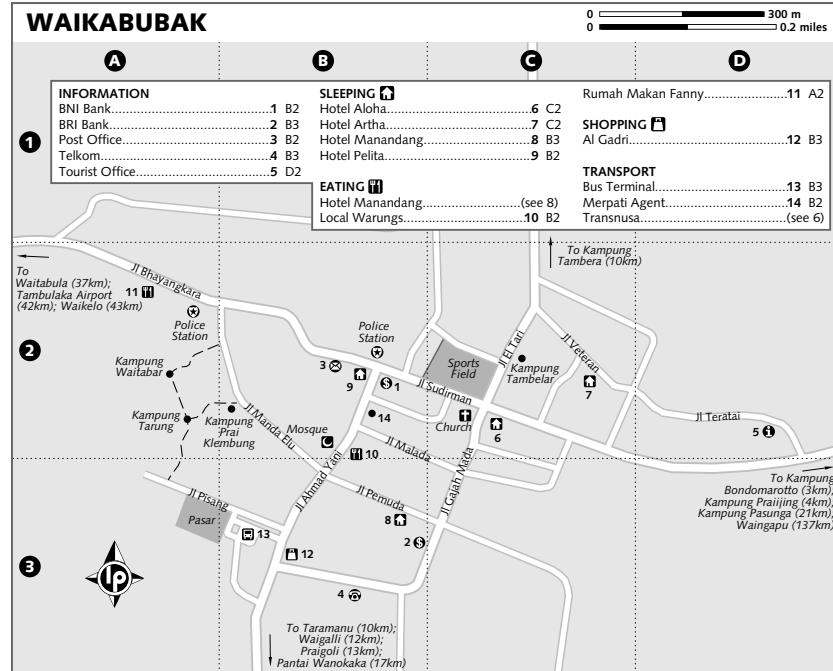 WAIKABUBAK
0 300 m
0 0.2 miles
A B C D
1
INFORMATION
BNI Bank 1 B2
BRI Bank 2 B3
Post Office 3 B2
Telkom 4 B3
Tourist Office 5 D2
SLEEPING
Hotel Aloha 6 C2
Hotel Artha 7 C2
Hotel Manandang 8 B3
Hotel Pelita 9 B2
EATING
Hotel Manandang (see 8)
Local Warungs 10 B2
Rumah Makan Fanny 11 A2
SHOPPING
Al Gadri 12 B3
TRANSPORT
Bus Terminal 13 B3
Merpati Agent 14 B2
Transnusa (see 6)
To
Waitabula (37km);
Tambulaka Airport
(42km); Waikelo (43km)
Jl Bhayangkara
11
Police
Station
To Kampung
Tambera (10km)
2
Kampung
Waitabar
Kampung
Tarung
Kampung
Prai
Klembung
Jl Manda Elu
Mosque
3
9
Police
Station
1
14
10
Jl Sudirman
Sports
Field
Jl El Tari
Kampung
Tambelar
Jl Veteran
7
Church
6
Jl Malada
Jl Gajah Mada
Jl Ahmad Yani
Jl Teratai
5
To Kampung
Bondomarotto (3km),
Kampung Praiijing (4km),
Kampung Pasunga (21km),
Waingapu (137km)
3
Jl Pisang
Pasar
13
Jl Pemuda
8
2
12
4
lp
To Taramanu (10km);
Waigalli (12km);
Praigoli (13km);
Pantai Wanokaka (17km)